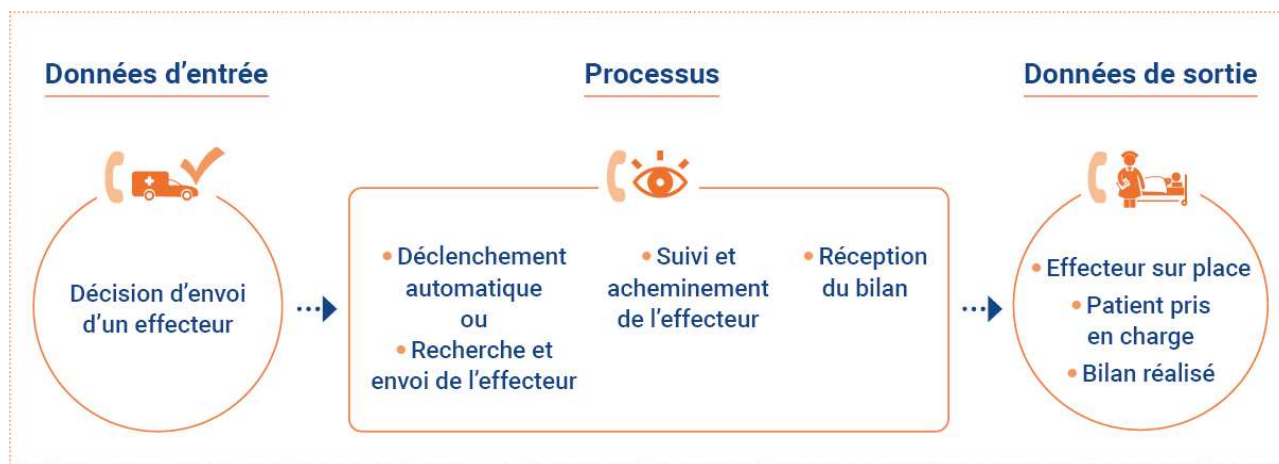 Données d'entrée
Processus
Données de sortie
Décision d'envoi
d'un effecteur
• Déclenchement
automatique
ou
• Recherche et
envoi de l'effecteur
• Suivi et
acheminement
de l'effecteur
• Réception
du bilan
• Effecteur sur place
• Patient pris
en charge
• Bilan réalisé